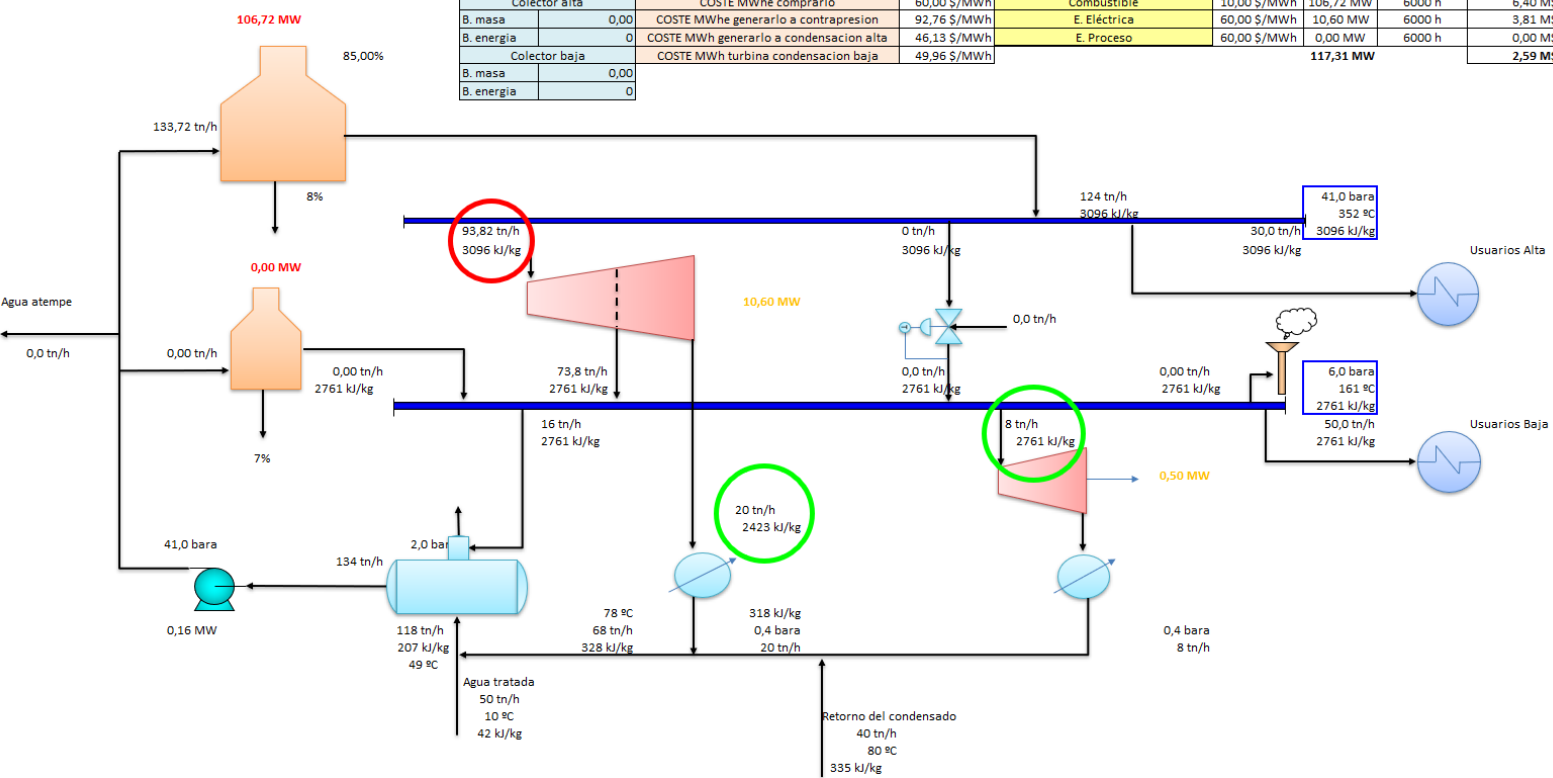 Colector alta COSTE MWhe comprarlo 60,00 $/MWh Combustible 10,00 $/MWh 106,72 MW 6000 h 6,40 M$
B. masa 0,00 COSTE MWhe generarlo a contrapresion 92,76 $/MWh E. Eléctrica 60,00 $/MWh 10,60 MW 6000 h 3,81 M$
B. energia 0 COSTE MWh generarlo a condensacion alta 46,13 $/MWh E. Proceso 60,00 $/MWh 0,00 MW 6000 h 0,00 M$
Colector baja COSTE MWh turbina condensacion baja 49,96 $/MWh 117,31 MW 2,59 M$
B. masa 0,00
B. energia 0
106,72 MW
85,00%
133,72 tn/h
8%
93,82 tn/h
3096 kJ/kg
0 tn/h
3096 kJ/kg
124 tn/h
3096 kJ/kg
30,0 tn/h
3096 kJ/kg
41,0 bara
352 ºC
3096 kJ/kg
Usuarios Alta
0,00 MW
Agua atempe
0,0 tn/h
10,60 MW
0,0 tn/h
0,00 tn/h
0,00 tn/h
2761 kJ/kg
73,8 tn/h
2761 kJ/kg
0,0 tn/h
2761 kJ/kg
0,00 tn/h
2761 kJ/kg
6,0 bara
161 ºC
2761 kJ/kg
50,0 tn/h
2761 kJ/kg
Usuarios Baja
7%
16 tn/h
2761 kJ/kg
8 tn/h
2761 kJ/kg
0,50 MW
20 tn/h
2423 kJ/kg
41,0 bara
2,0 bar
134 tn/h
0,16 MW
118 tn/h
207 kJ/kg
49 ºC
78 ºC
68 tn/h
328 kJ/kg
318 kJ/kg
0,4 bara
20 tn/h
0,4 bara
8 tn/h
Agua tratada
50 tn/h
10 ºC
42 kJ/kg
Retorno del condensado
40 tn/h
80 ºC
335 kJ/kg